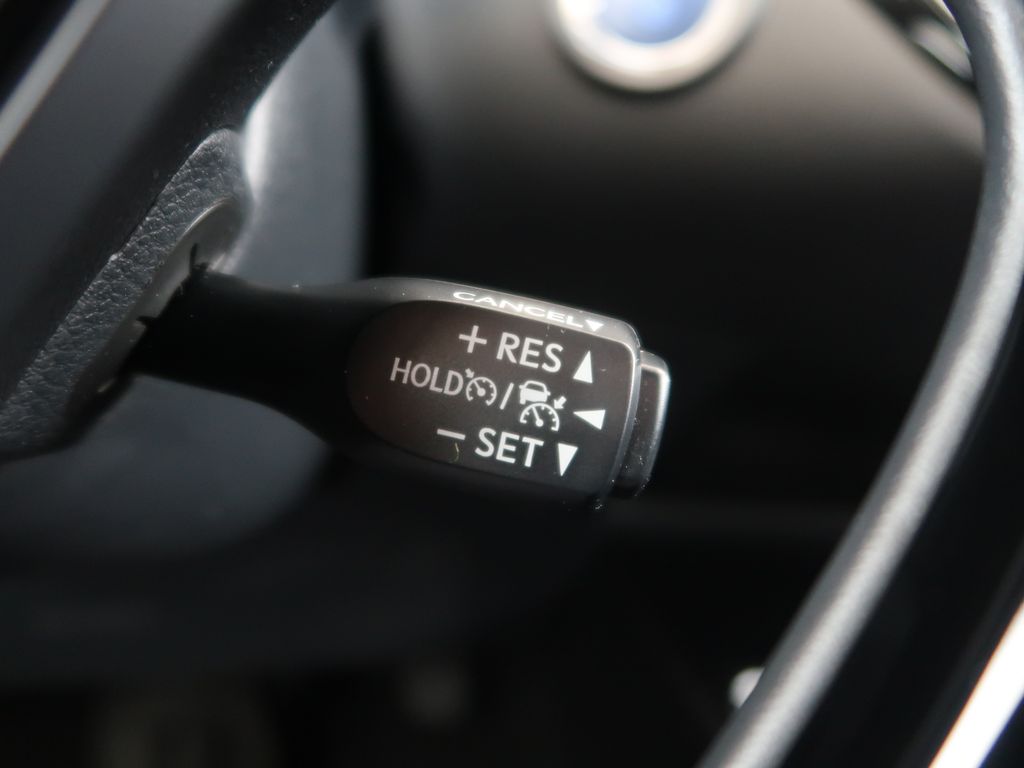 CANCEL
+ RES
HOLD /
− SET